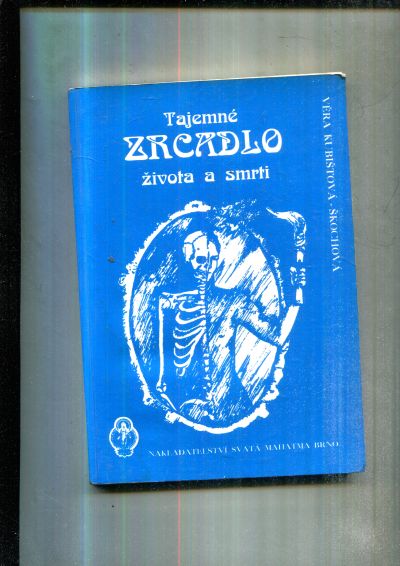 Tajemné
ZRCADLO
života a smrti
VĚRA KUBIŠTOVÁ-ŠKOCHOVÁ
NAKLADATELSTVÍ SVATÁ MAHATMA BRNO